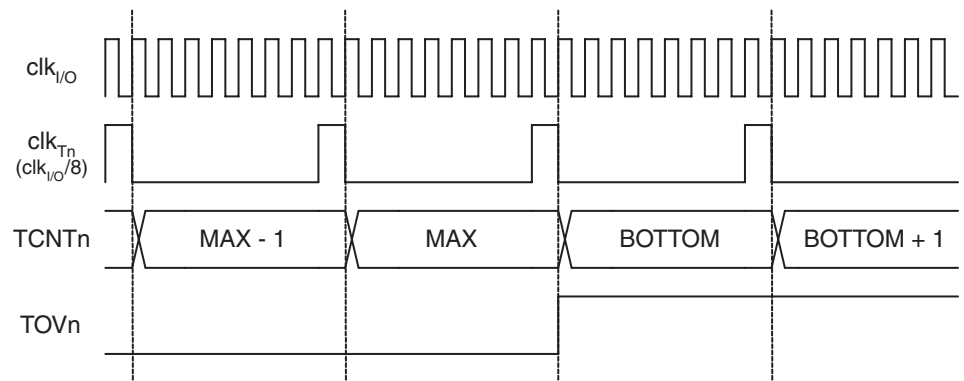 clkI/O
clkTn
(clkI/O/8)
TCNTn MAX - 1 MAX BOTTOM BOTTOM + 1
TOVn